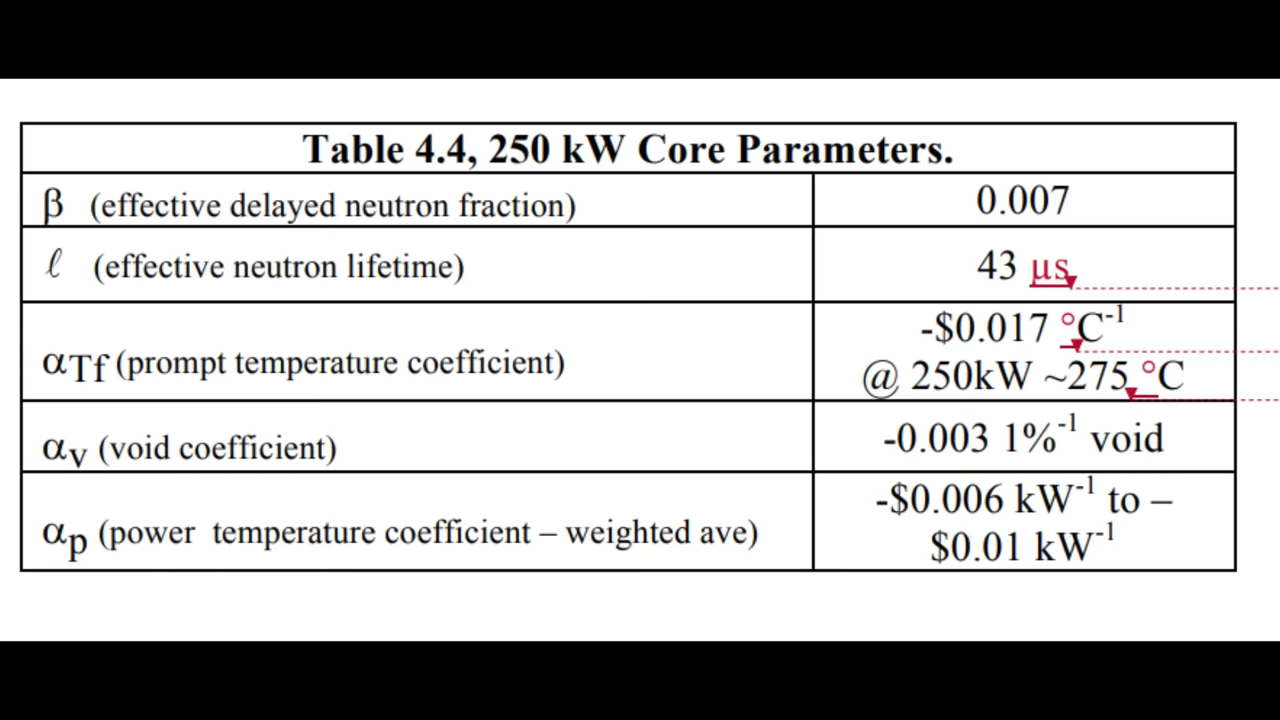 Table 4.4, 250 kW Core Parameters.
β (effective delayed neutron fraction) 0.007
ℓ (effective neutron lifetime) 43 μs
αTf (prompt temperature coefficient) -$0.017 °C⁻¹
@ 250kW ~275 °C
αv (void coefficient) -0.003 1%⁻¹ void
αp (power temperature coefficient – weighted ave) -$0.006 kW⁻¹ to –
$0.01 kW⁻¹